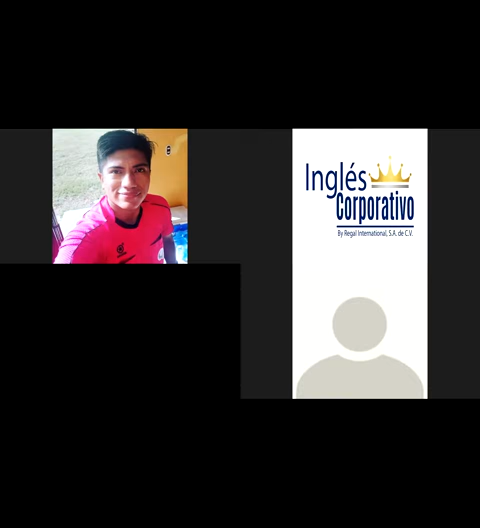 Inglés
Corporativo
By Regal International, S.A. de C.V.